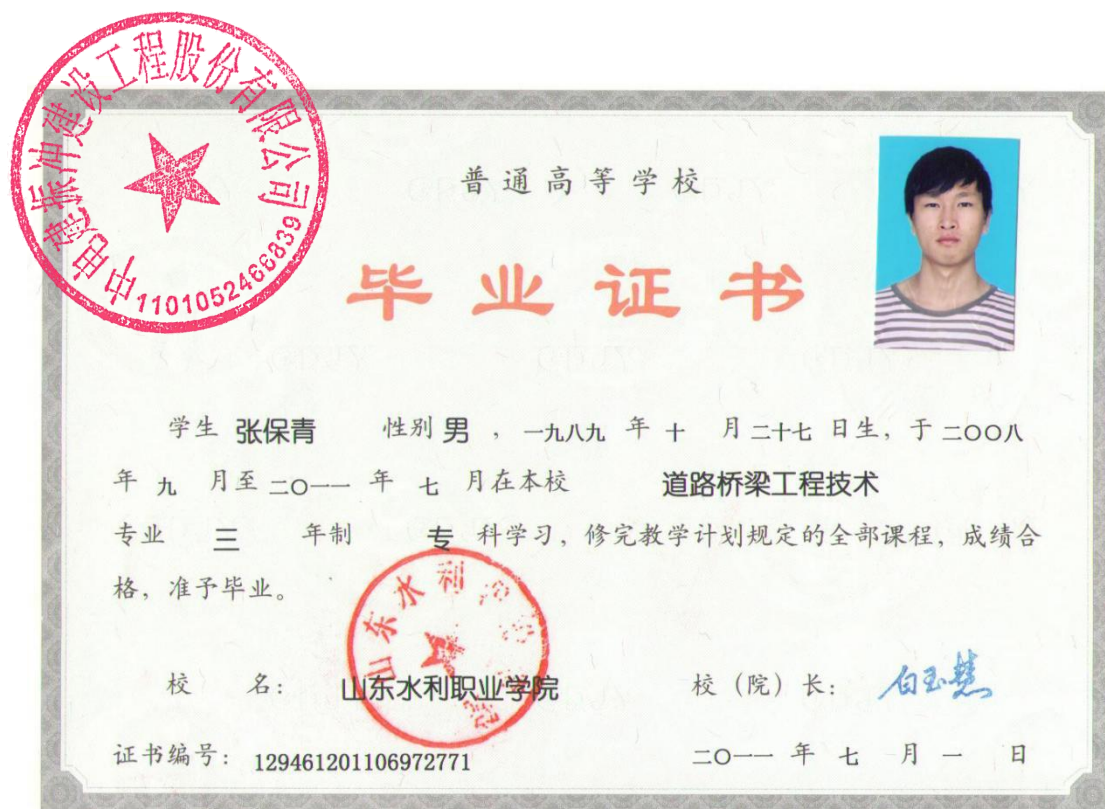 中电建振冲建设工程股份有限公司
1101052466839
普通高等学校
毕业证书
学生 张保青 性别 男 , 一九八九 年 十 月 二十七 日生, 于 二〇〇八
年 九 月至 二〇一一 年 七 月在本校 道路桥梁工程技术
专业 三 年制 专 科学习, 修完教学计划规定的全部课程, 成绩合
格, 准予毕业。
山东水利
校 名: 山东水利职业学院 校（院）长: 白玉慧
证书编号: 129461201106972771 二〇一一 年 七 月 一 日